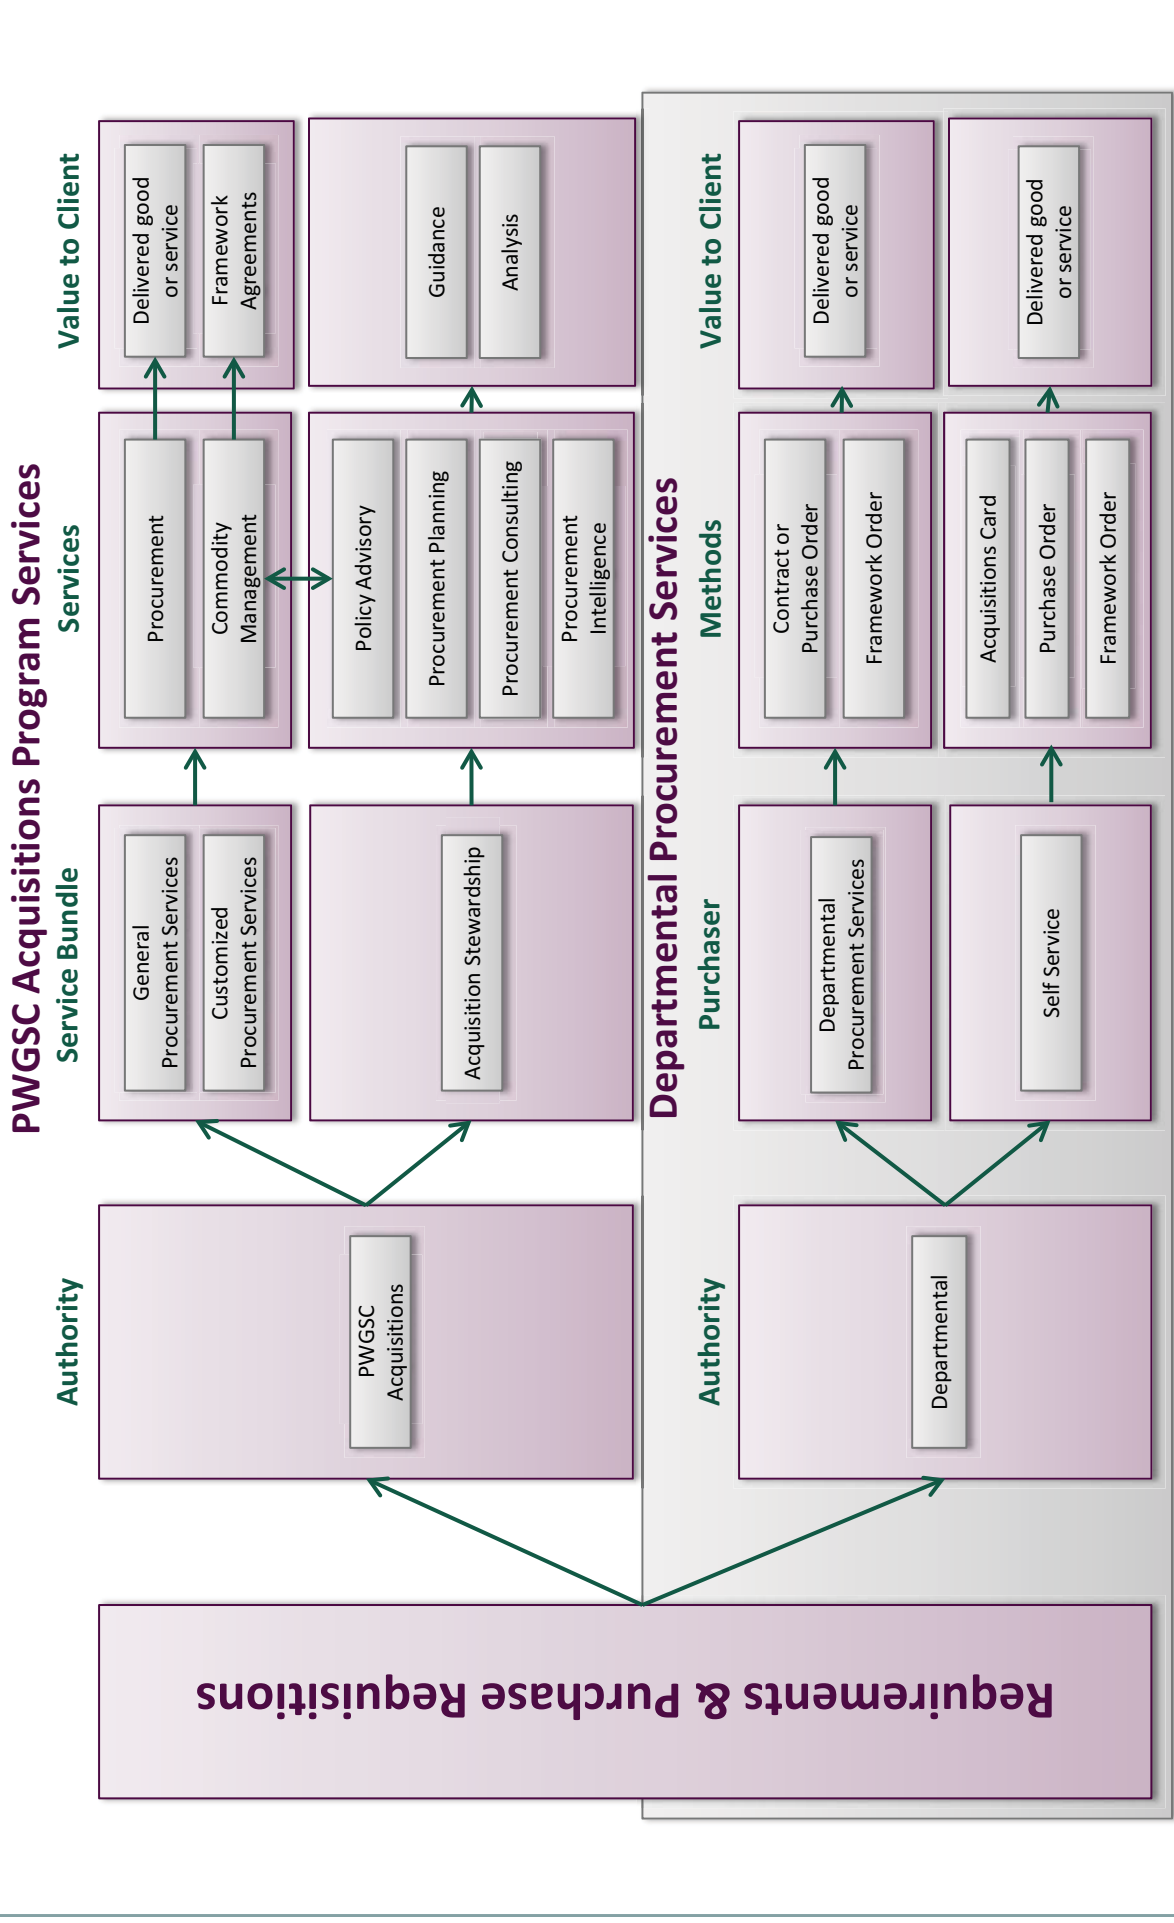 Requirements & Purchase Requisitions
PWGSC Acquisitions Program Services
Authority
Service Bundle
Services
Value to Client
PWGSC
Acquisitions
General
Procurement Services
Customized
Procurement Services
Procurement
Commodity
Management
Delivered good
or service
Framework
Agreements
Acquisition Stewardship
Policy Advisory
Procurement Planning
Procurement Consulting
Procurement
Intelligence
Guidance
Analysis
Departmental Procurement Services
Authority
Purchaser
Methods
Value to Client
Departmental
Departmental
Procurement Services
Contract or
Purchase Order
Framework Order
Delivered good
or service
Self Service
Acquisitions Card
Purchase Order
Framework Order
Delivered good
or service